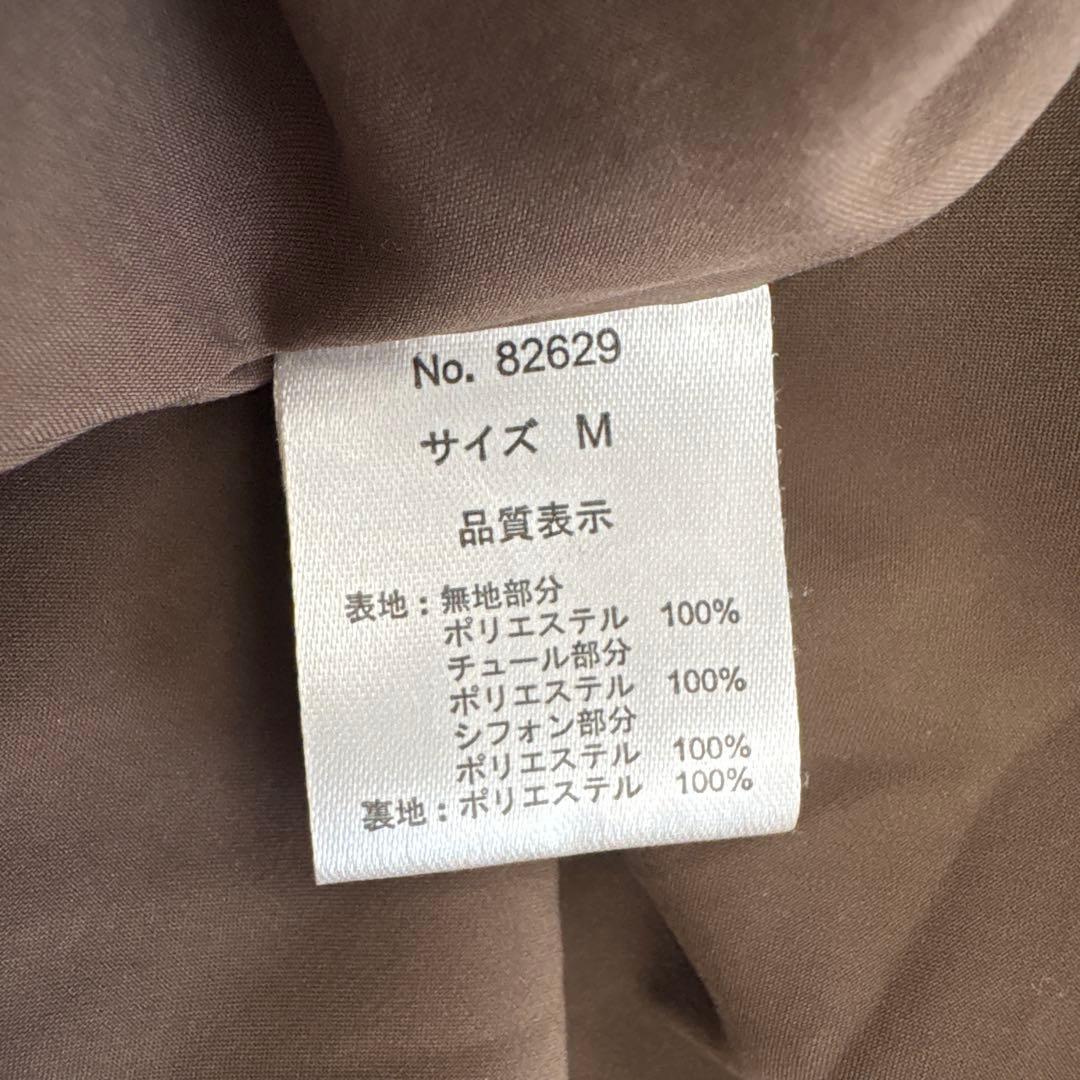 No. 82629
サイズ M
品質表示
表地：無地部分
ポリエステル 100%
チュール部分
ポリエステル 100%
シフォン部分
ポリエステル 100%
裏地：ポリエステル 100%